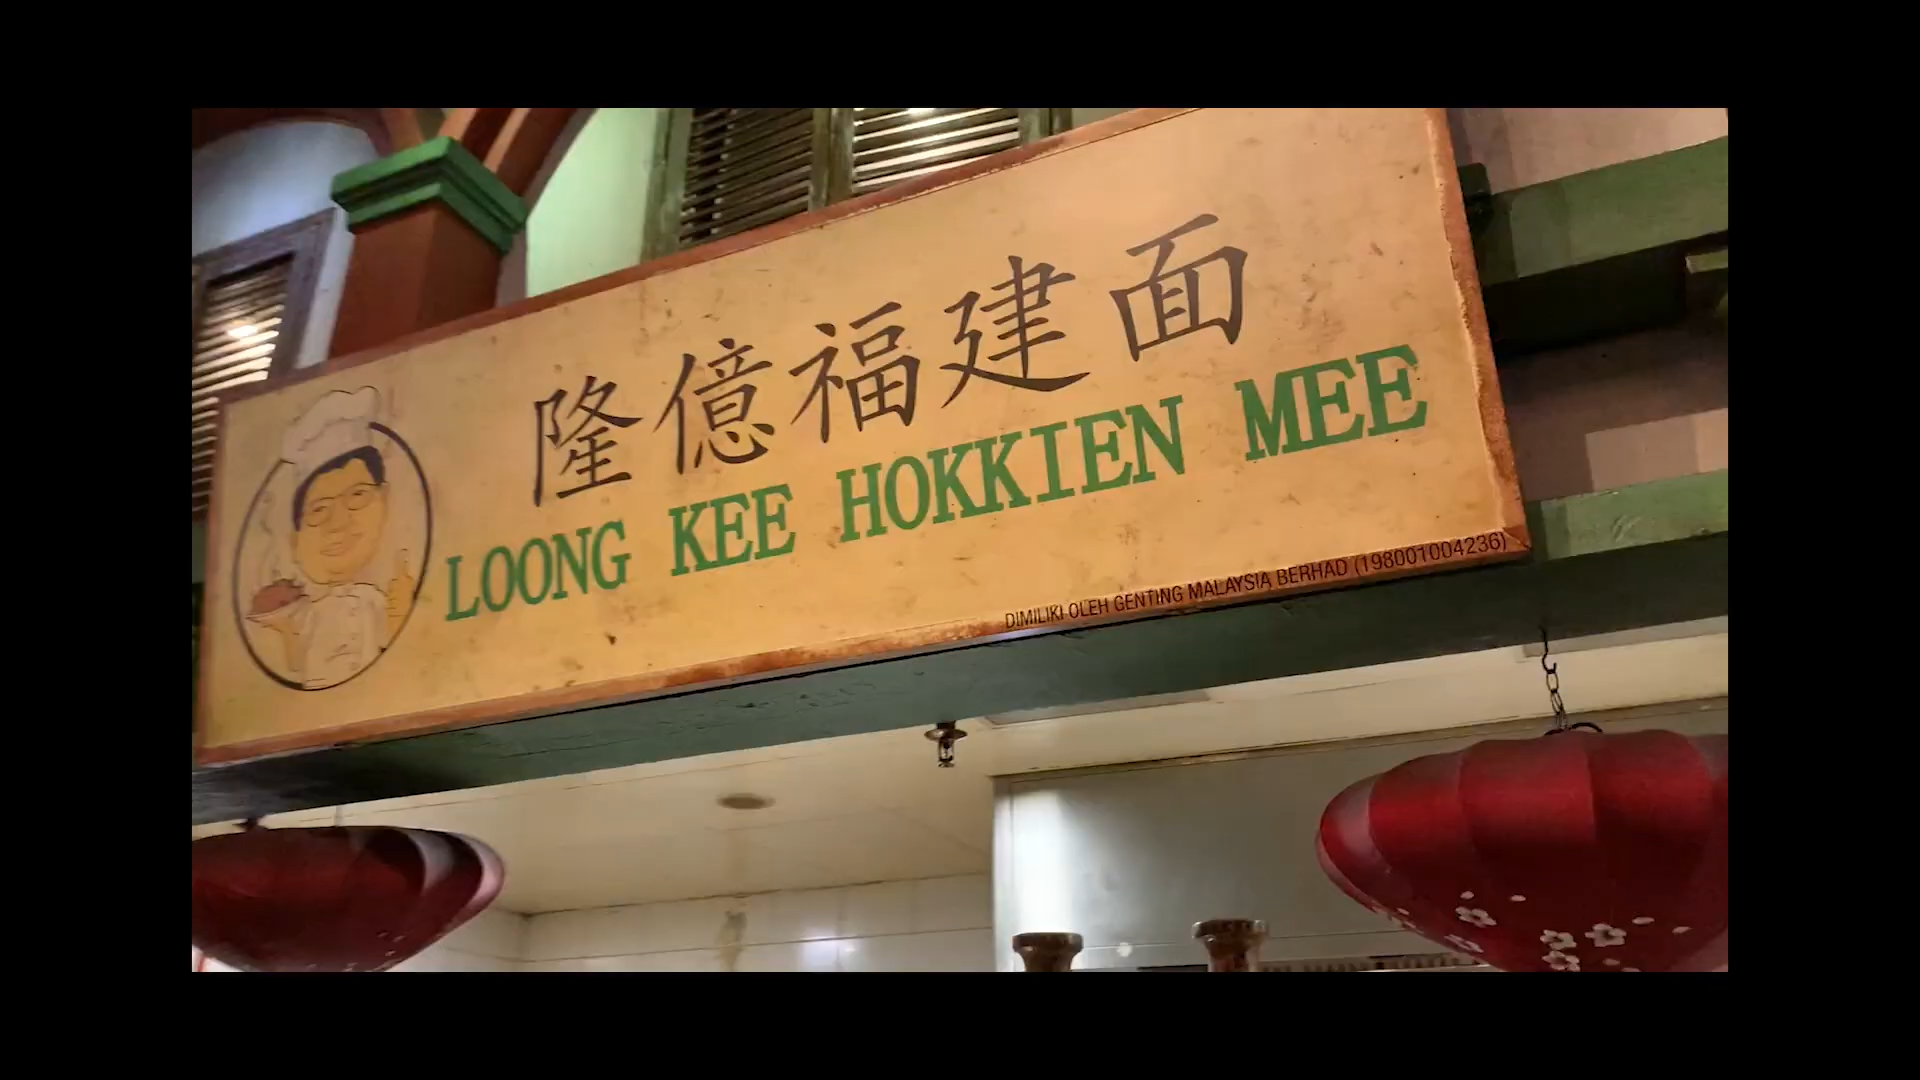 隆億福建面
LOONG KEE HOKKIEN MEE
DIMILIKI OLEH GENTING MALAYSIA BERHAD (198001004236)